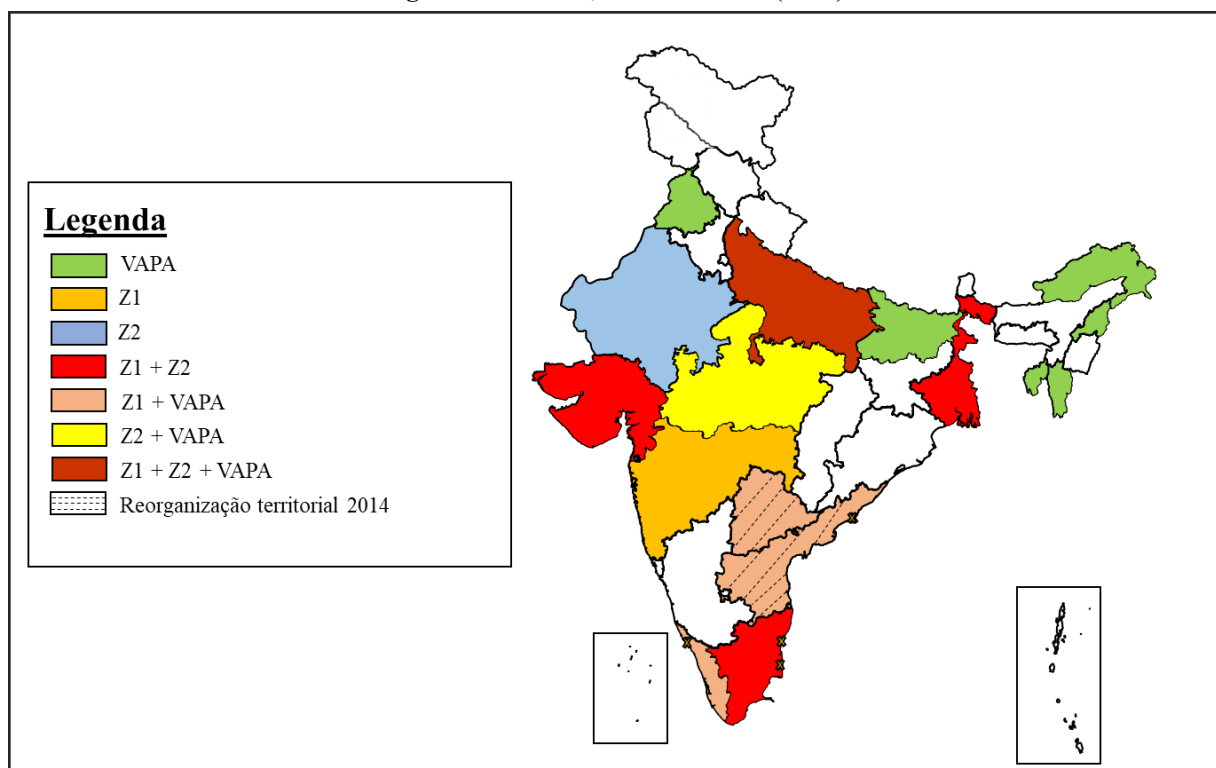 Legenda
VAPA
Z1
Z2
Z1 + Z2
Z1 + VAPA
Z2 + VAPA
Z1 + Z2 + VAPA
Reorganização territorial 2014